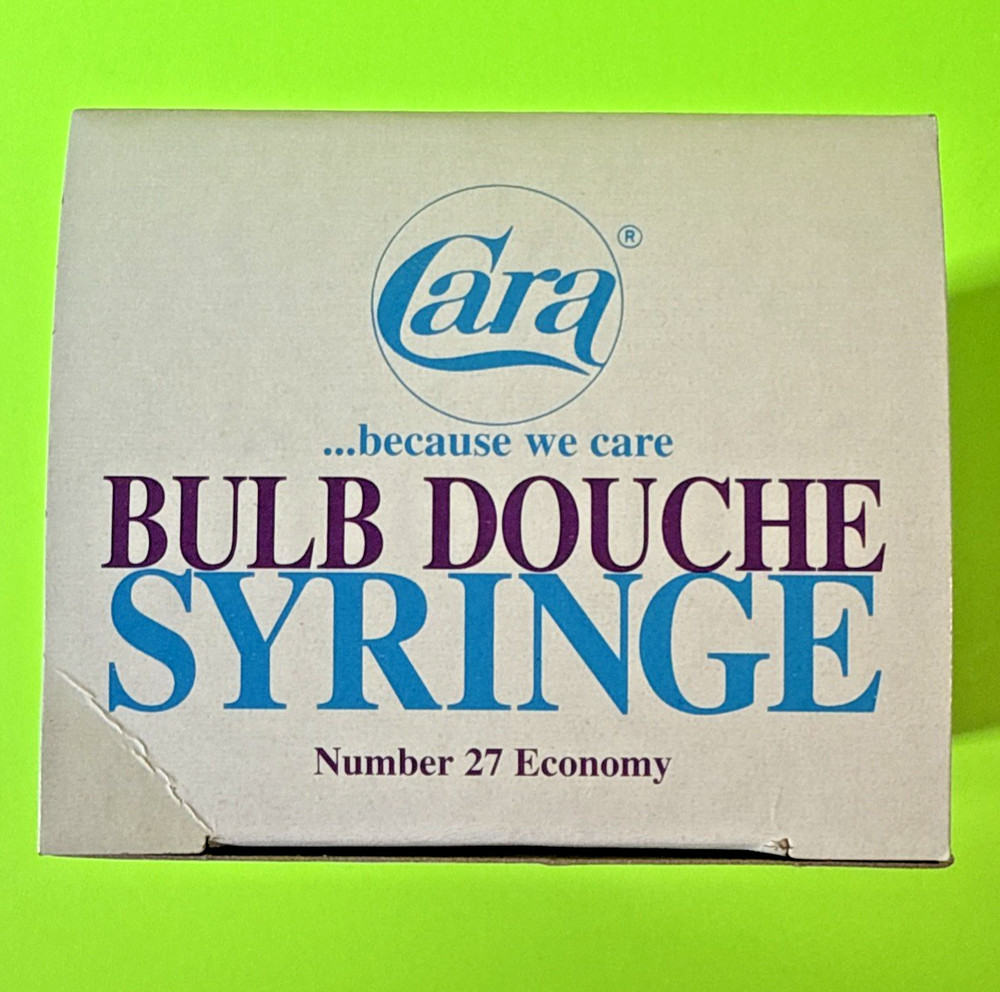 Cara ®
...because we care
BULB DOUCHE
SYRINGE
Number 27 Economy